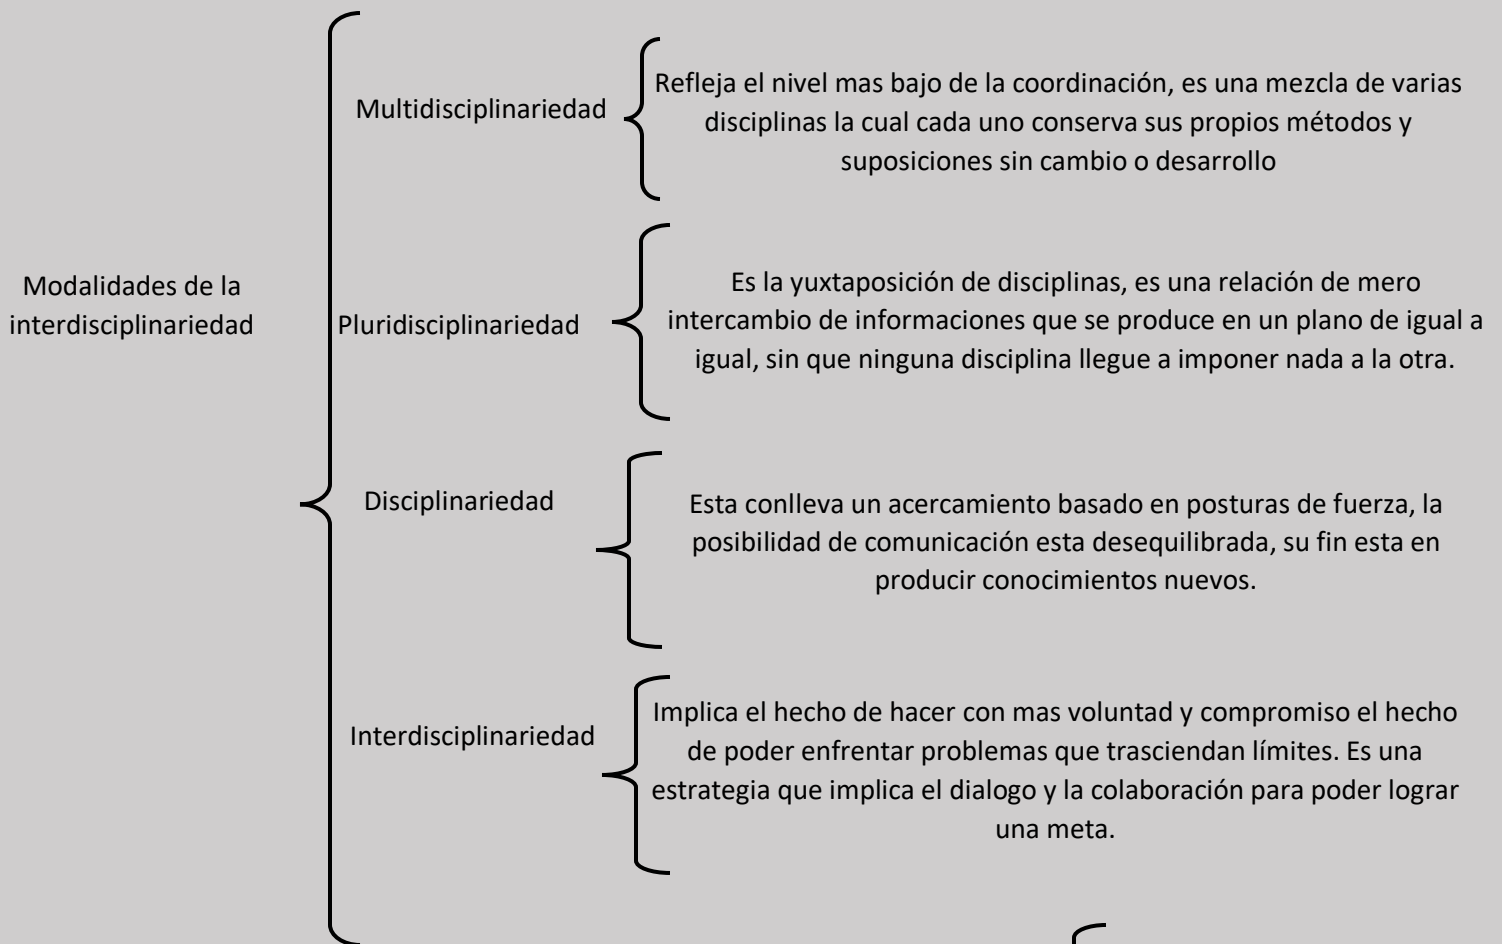 Modalidades de la
interdisciplinariedad
Multidisciplinariedad
Refleja el nivel mas bajo de la coordinación, es una mezcla de varias
disciplinas la cual cada uno conserva sus propios métodos y
suposiciones sin cambio o desarrollo
Pluridisciplinariedad
Es la yuxtaposición de disciplinas, es una relación de mero
intercambio de informaciones que se produce en un plano de igual a
igual, sin que ninguna disciplina llegue a imponer nada a la otra.
Disciplinariedad
Esta conlleva un acercamiento basado en posturas de fuerza, la
posibilidad de comunicación esta desequilibrada, su fin esta en
producir conocimientos nuevos.
Interdisciplinariedad
Implica el hecho de hacer con mas voluntad y compromiso el hecho
de poder enfrentar problemas que trasciendan límites. Es una
estrategia que implica el dialogo y la colaboración para poder lograr
una meta.